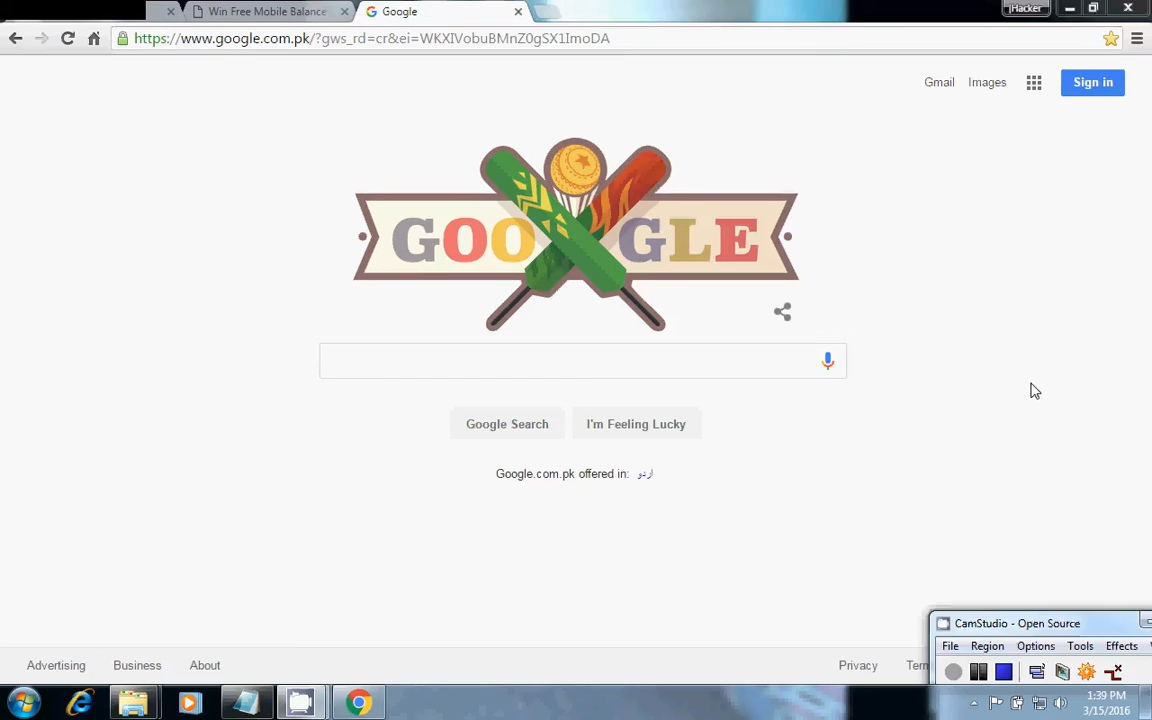 Win Free Mobile Balance
Google
jHacker
https://www.google.com.pk/?gws_rd=cr&ei=WKXIVobuBMnZ0gSX1ImoDA
Gmail Images Sign in
GOOGLE
Google Search I'm Feeling Lucky
Google.com.pk offered in: اردو
CamStudio - Open Source
File Region Options Tools Effects
Advertising Business About Privacy
1:39 PM
3/15/2016